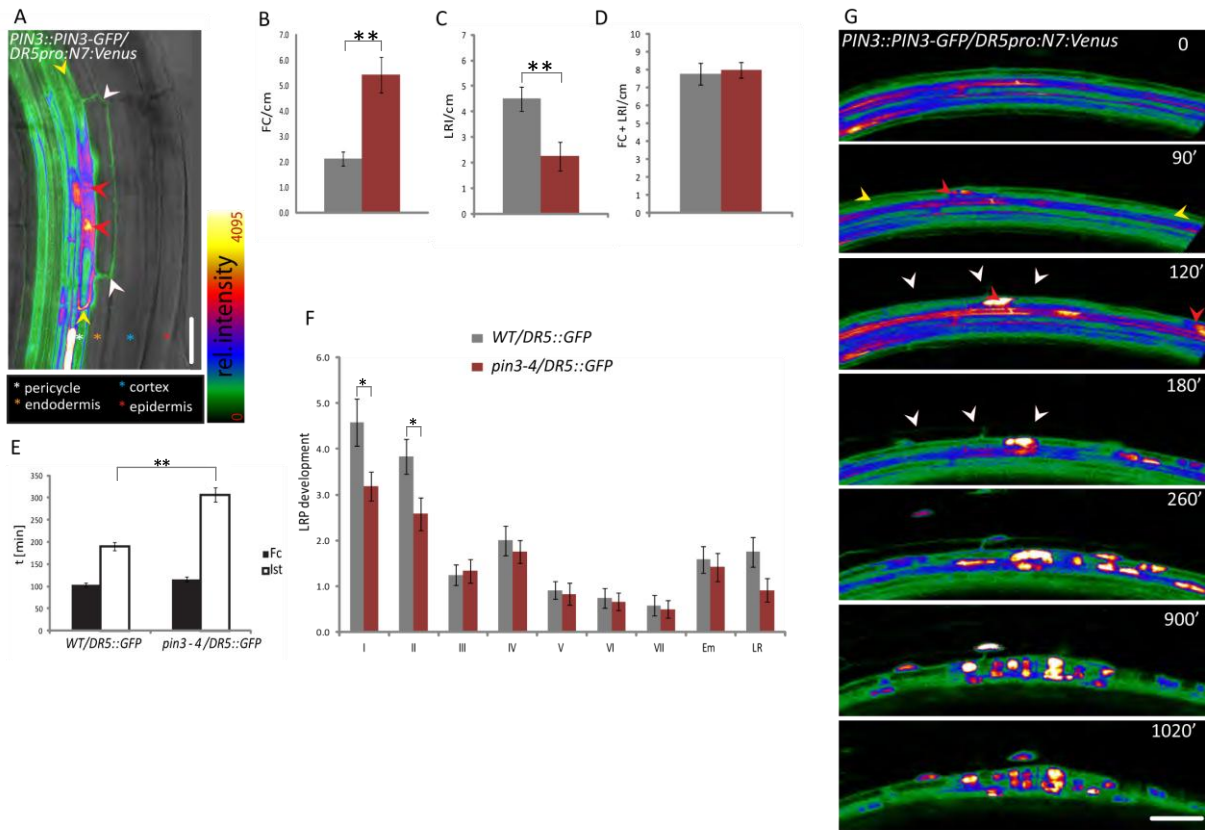 A
PIN3::PIN3-GFP/
DR5pro:N7:Venus
* pericycle * cortex
* endodermis * epidermis
0 rel.intensity 4095
B
FC/cm
7.0
6.0
5.0
4.0
3.0
2.0
1.0
0.0
**
C
LRI/cm
7
6
5
4
3
2
1
0
**
D
FC + LRI/cm
10
9
8
7
6
5
4
3
2
1
0
E
t [min]
350
300
250
200
150
100
50
0
**
Fc
Ist
WT/DR5::GFP pin3-4/DR5::GFP
F
WT/DR5::GFP
pin3-4/DR5::GFP
LRP development
6.0
5.0
4.0
3.0
2.0
1.0
0.0
*
*
I II III IV V VI VII Em LR
G
PIN3::PIN3-GFP/DR5pro:N7:Venus 0
90'
120'
180'
260'
900'
1020'